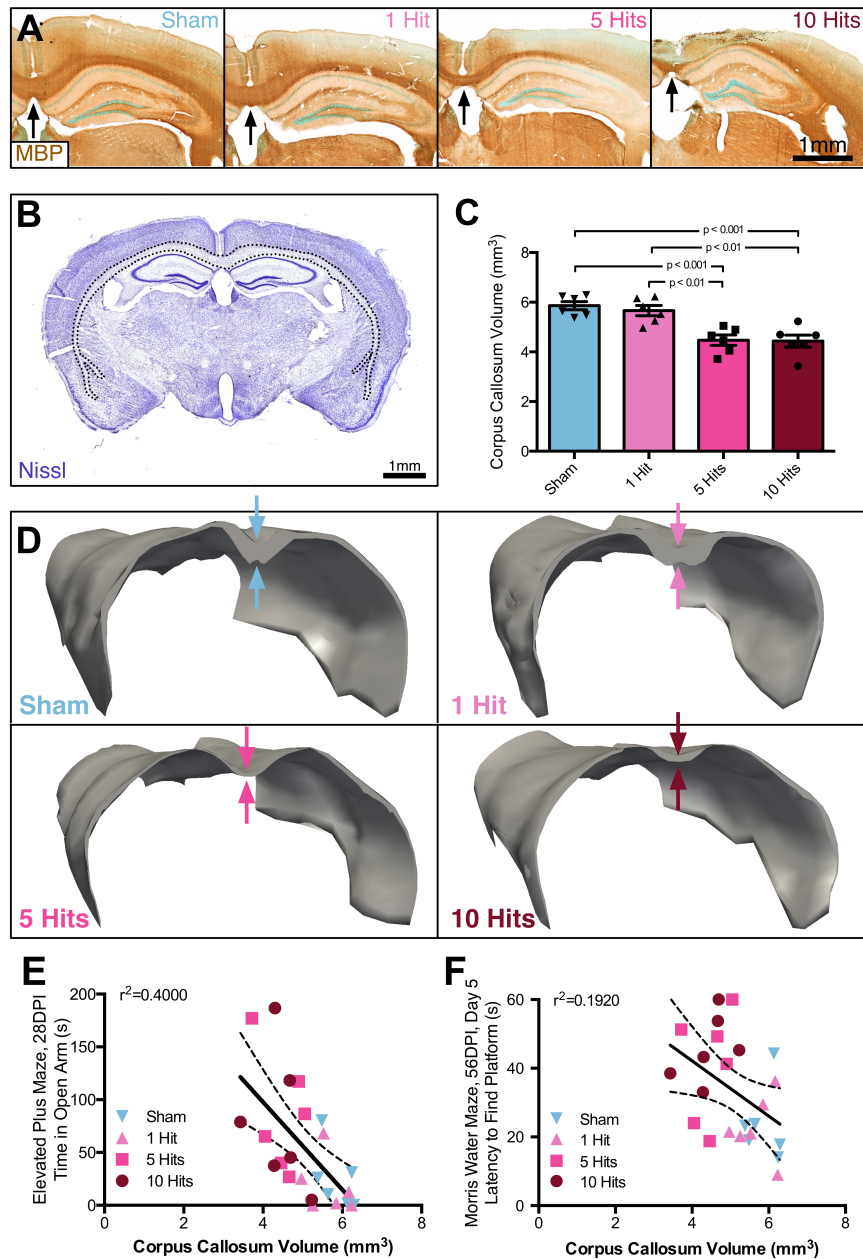 A
Sham
1 Hit
5 Hits
10 Hits
MBP
1mm
B
Nissl
1mm
C
Corpus Callosum Volume (mm³)
8
6
4
2
0
p < 0.001
p < 0.01
p < 0.001
p < 0.01
Sham
1 Hit
5 Hits
10 Hits
D
Sham
1 Hit
5 Hits
10 Hits
E
r²=0.4000
Elevated Plus Maze, 28DPI
Time in Open Arm (s)
200
150
100
50
0
Sham
1 Hit
5 Hits
10 Hits
0
2
4
6
8
Corpus Callosum Volume (mm³)
F
r²=0.1920
Morris Water Maze, 56DPI, Day 5
Latency to Find Platform (s)
60
40
20
0
Sham
1 Hit
5 Hits
10 Hits
0
2
4
6
8
Corpus Callosum Volume (mm³)